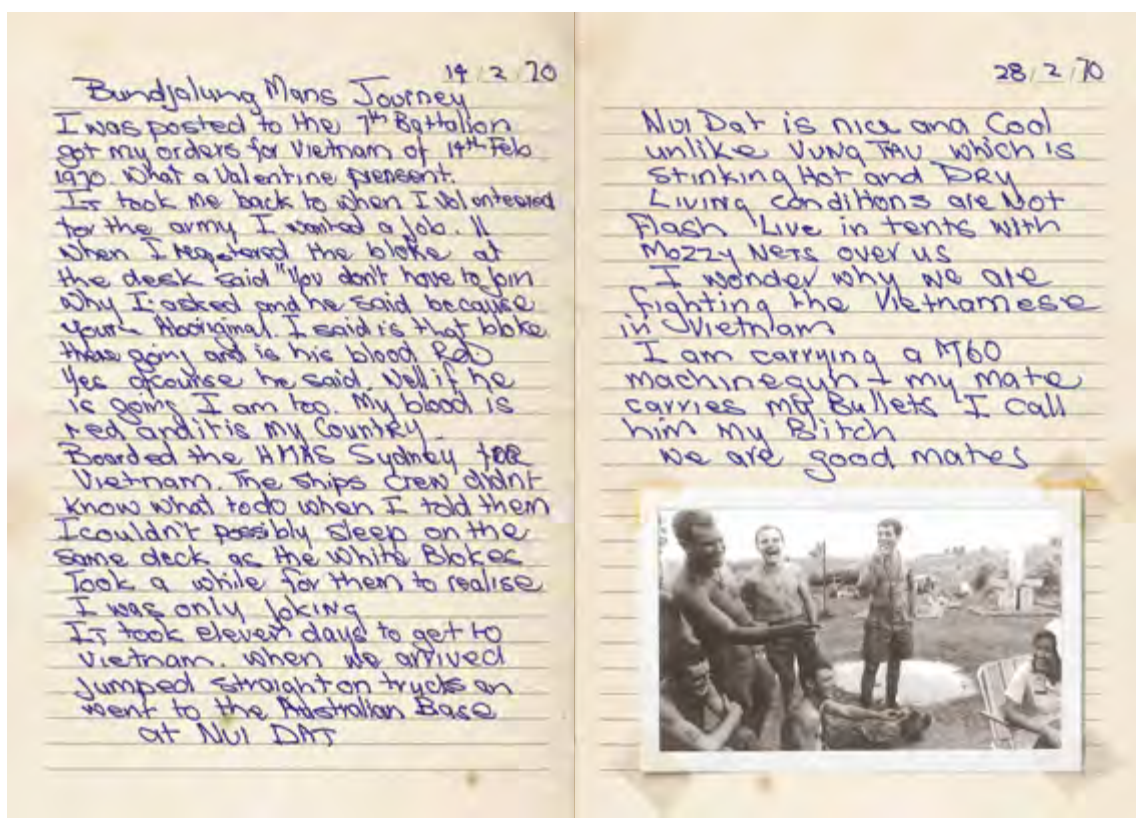 14/2/70
Bundjalung Mans Journey
I was posted to the 7th Battalion
got my orders for Vietnam of 14th Feb
1970. What a Valentine prensent.
It took me back to when I Volonteered
for the army I wanted a job.
When I regstered the bloke at
the desk said "You don't have to join
Why I asked and he said because
your Aboriginal. I said is that bloke
there going and is his blood Red
Yes ofcourse he said. Well if he
is going I am too. My blood is
red anditis my Country.
Boarded the HMAS Sydney for
Vietnam. The Ships Crew didnt
know what todo when I told them
I couldn't possibly sleep on the
same deck as the White Blokes
Took a while for them to realise
I was only joking
It took eleven days to get to
Vietnam. When we arrived
Jumped straight on trucks an
went to the Australian Base
at NUI DAT
28/2/70
Nui Dat is nice and Cool
unlike VUNG TAU which is
Stinking Hot and DRY
Living conditions are Not
Flash Live in tents with
Mozzy Nets over us
I wonder why we are
fighting the Vietnamese
in Vietnam
I am carrying a M60
machinegun + my mate
carries my Bullets I call
him My Bitch
We are good mates